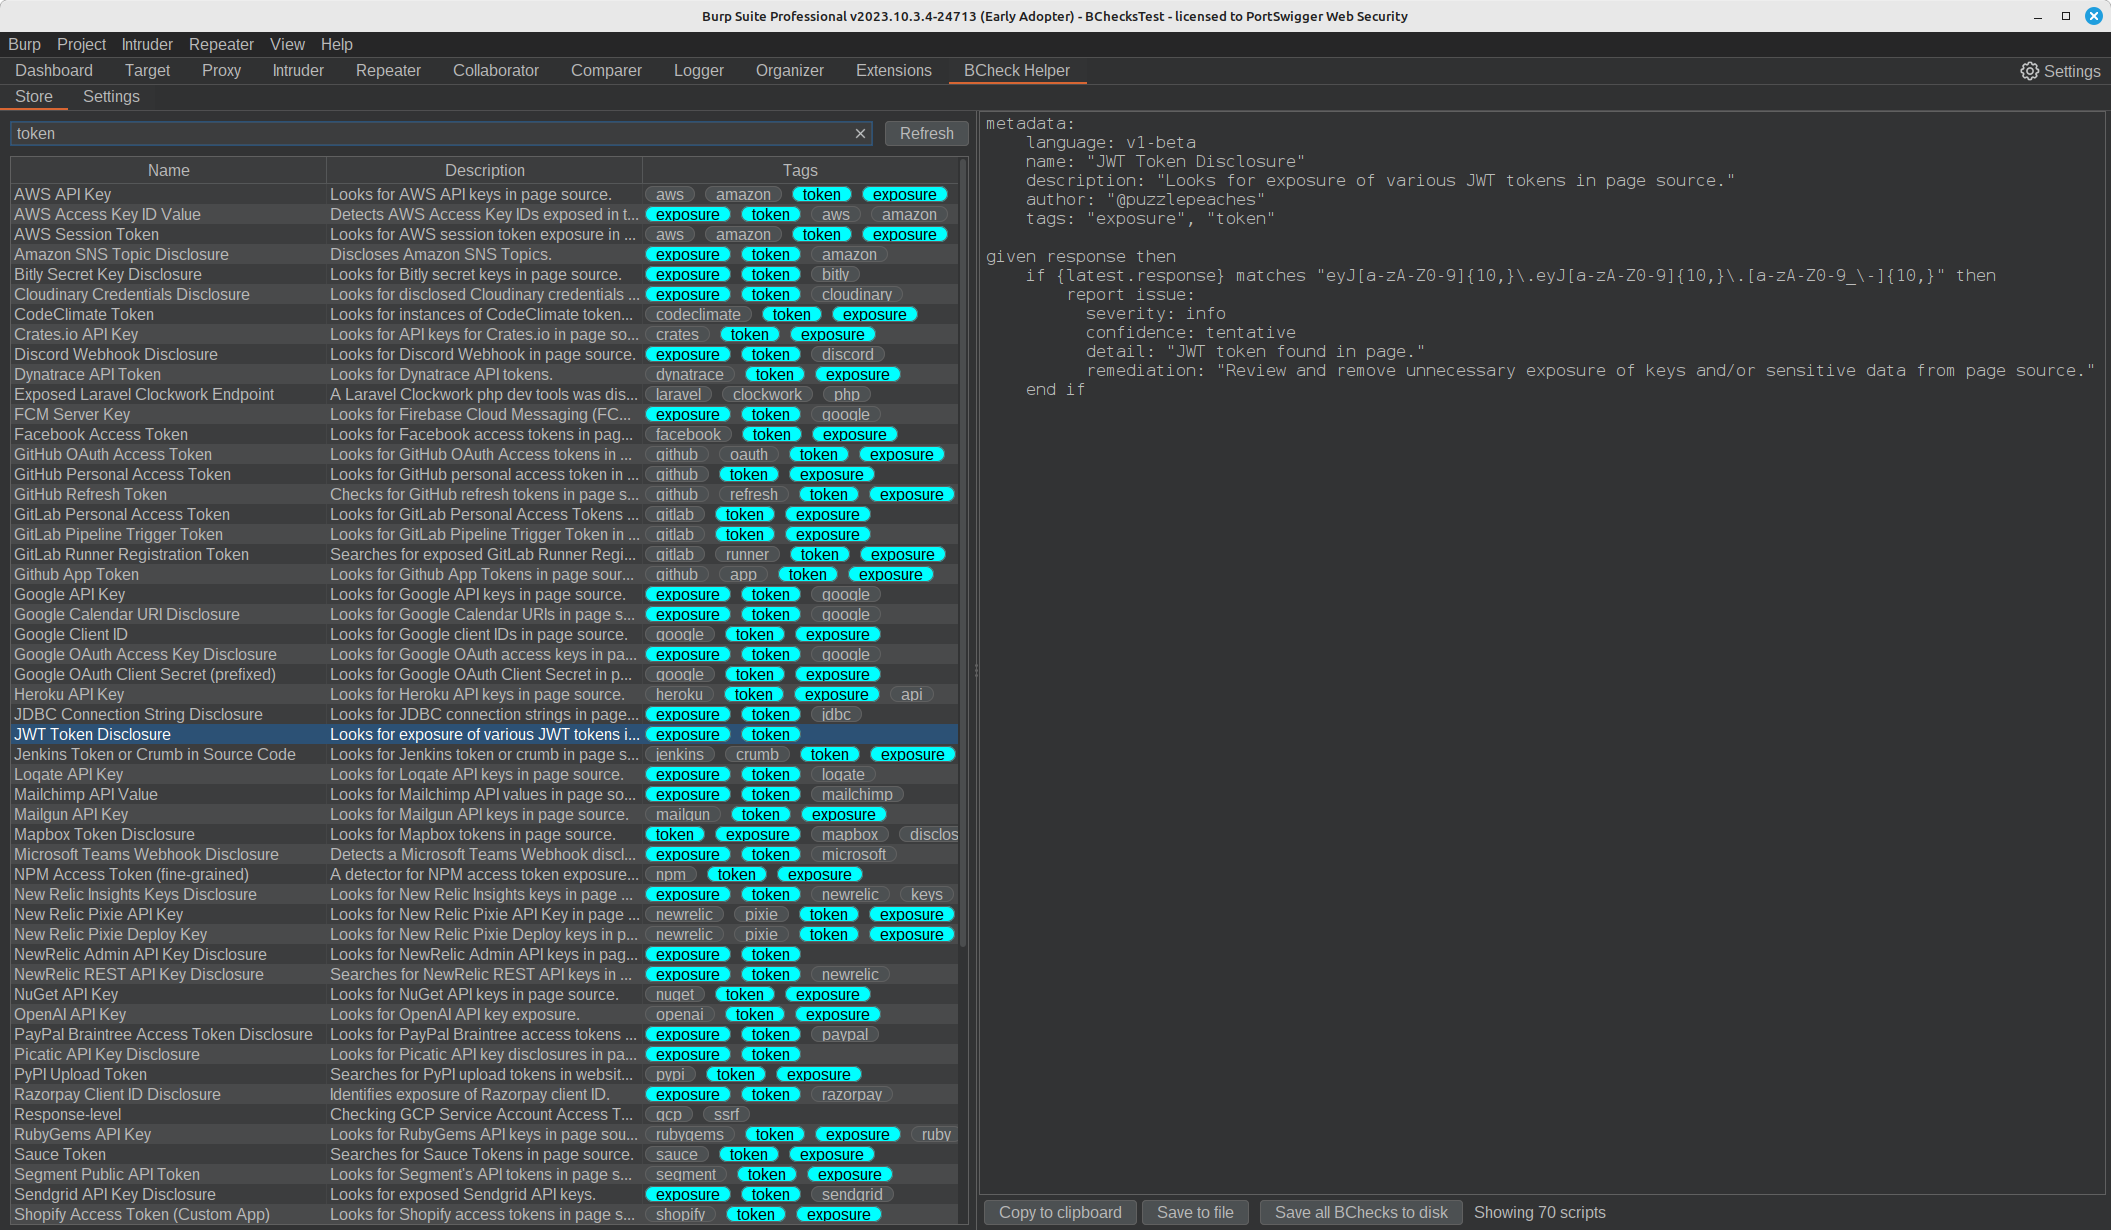 Burp Suite Professional v2023.10.3.4-24713 (Early Adopter) - BChecksTest - licensed to PortSwigger Web Security
Burp Project Intruder Repeater View Help
Dashboard Target Proxy Intruder Repeater Collaborator Comparer Logger Organizer Extensions BCheck Helper Settings
Store Settings
token Refresh
Name Description Tags
AWS API Key Looks for AWS API keys in page source. aws amazon token exposure
AWS Access Key ID Value Detects AWS Access Key IDs exposed in t... exposure token aws amazon
AWS Session Token Looks for AWS session token exposure in ... aws amazon token exposure
Amazon SNS Topic Disclosure Discloses Amazon SNS Topics. exposure token amazon
Bitly Secret Key Disclosure Looks for Bitly secret keys in page source. exposure token bitly
Cloudinary Credentials Disclosure Looks for disclosed Cloudinary credentials ... exposure token cloudinary
CodeClimate Token Looks for instances of CodeClimate token... codeclimate token exposure
Crates.io API Key Looks for API keys for Crates.io in page so... crates token exposure
Discord Webhook Disclosure Looks for Discord Webhook in page source. exposure token discord
Dynatrace API Token Looks for Dynatrace API tokens. dynatrace token exposure
Exposed Laravel Clockwork Endpoint A Laravel Clockwork php dev tools was dis... laravel clockwork php
FCM Server Key Looks for Firebase Cloud Messaging (FC... exposure token google
Facebook Access Token Looks for Facebook access tokens in pag... facebook token exposure
GitHub OAuth Access Token Looks for GitHub OAuth Access tokens in ... github oauth token exposure
GitHub Personal Access Token Looks for GitHub personal access token in ... github token exposure
GitHub Refresh Token Checks for GitHub refresh tokens in page s... github refresh token exposure
GitLab Personal Access Token Looks for GitLab Personal Access Tokens ... gitlab token exposure
GitLab Pipeline Trigger Token Looks for GitLab Pipeline Trigger Token in ... gitlab token exposure
GitLab Runner Registration Token Searches for exposed GitLab Runner Regi... gitlab runner token exposure
Github App Token Looks for Github App Tokens in page sour... github app token exposure
Google API Key Looks for Google API keys in page source. exposure token google
Google Calendar URI Disclosure Looks for Google Calendar URIs in page s... exposure token google
Google Client ID Looks for Google client IDs in page source. google token exposure
Google OAuth Access Key Disclosure Looks for Google OAuth access keys in pa... exposure token google
Google OAuth Client Secret (prefixed) Looks for Google OAuth Client Secret in p... google token exposure
Heroku API Key Looks for Heroku API keys in page source. heroku token exposure api
JDBC Connection String Disclosure Looks for JDBC connection strings in page... exposure token jdbc
JWT Token Disclosure Looks for exposure of various JWT tokens i... exposure token
Jenkins Token or Crumb in Source Code Looks for Jenkins token or crumb in page s... jenkins crumb token exposure
Loqate API Key Looks for Loqate API keys in page source. exposure token loqate
Mailchimp API Value Looks for Mailchimp API values in page so... exposure token mailchimp
Mailgun API Key Looks for Mailgun API keys in page source. mailgun token exposure
Mapbox Token Disclosure Looks for Mapbox tokens in page source. token exposure mapbox disclos
Microsoft Teams Webhook Disclosure Detects a Microsoft Teams Webhook discl... exposure token microsoft
NPM Access Token (fine-grained) A detector for NPM access token exposure... npm token exposure
New Relic Insights Keys Disclosure Looks for New Relic Insights keys in page ... exposure token newrelic keys
New Relic Pixie API Key Looks for New Relic Pixie API Key in page ... newrelic pixie token exposure
New Relic Pixie Deploy Key Looks for New Relic Pixie Deploy keys in p... newrelic pixie token exposure
NewRelic Admin API Key Disclosure Looks for NewRelic Admin API keys in pag... exposure token
NewRelic REST API Key Disclosure Searches for NewRelic REST API keys in ... exposure token newrelic
NuGet API Key Looks for NuGet API keys in page source. nuget token exposure
OpenAI API Key Looks for OpenAI API key exposure. openai token exposure
PayPal Braintree Access Token Disclosure Looks for PayPal Braintree access tokens ... exposure token paypal
Picatic API Key Disclosure Looks for Picatic API key disclosures in pa... exposure token
PyPI Upload Token Searches for PyPI upload tokens in websit... pypi token exposure
Razorpay Client ID Disclosure Identifies exposure of Razorpay client ID. exposure token razorpay
Response-level Checking GCP Service Account Access T... gcp ssrf
RubyGems API Key Looks for RubyGems API keys in page sou... rubygems token exposure ruby
Sauce Token Searches for Sauce Tokens in page source. sauce token exposure
Segment Public API Token Looks for Segment's API tokens in page s... segment token exposure
Sendgrid API Key Disclosure Looks for exposed Sendgrid API keys. exposure token sendgrid
Shopify Access Token (Custom App) Looks for Shopify access tokens in page s... shopify token exposure
metadata:
language: v1-beta
name: "JWT Token Disclosure"
description: "Looks for exposure of various JWT tokens in page source."
author: "@puzzlepeaches"
tags: "exposure", "token"
given response then
if {latest.response} matches "eyJ[a-zA-Z0-9]{10,}\.eyJ[a-zA-Z0-9]{10,}\.[a-zA-Z0-9_\-]{10,}" then
report issue:
severity: info
confidence: tentative
detail: "JWT token found in page."
remediation: "Review and remove unnecessary exposure of keys and/or sensitive data from page source."
end if
Copy to clipboard Save to file Save all BChecks to disk Showing 70 scripts